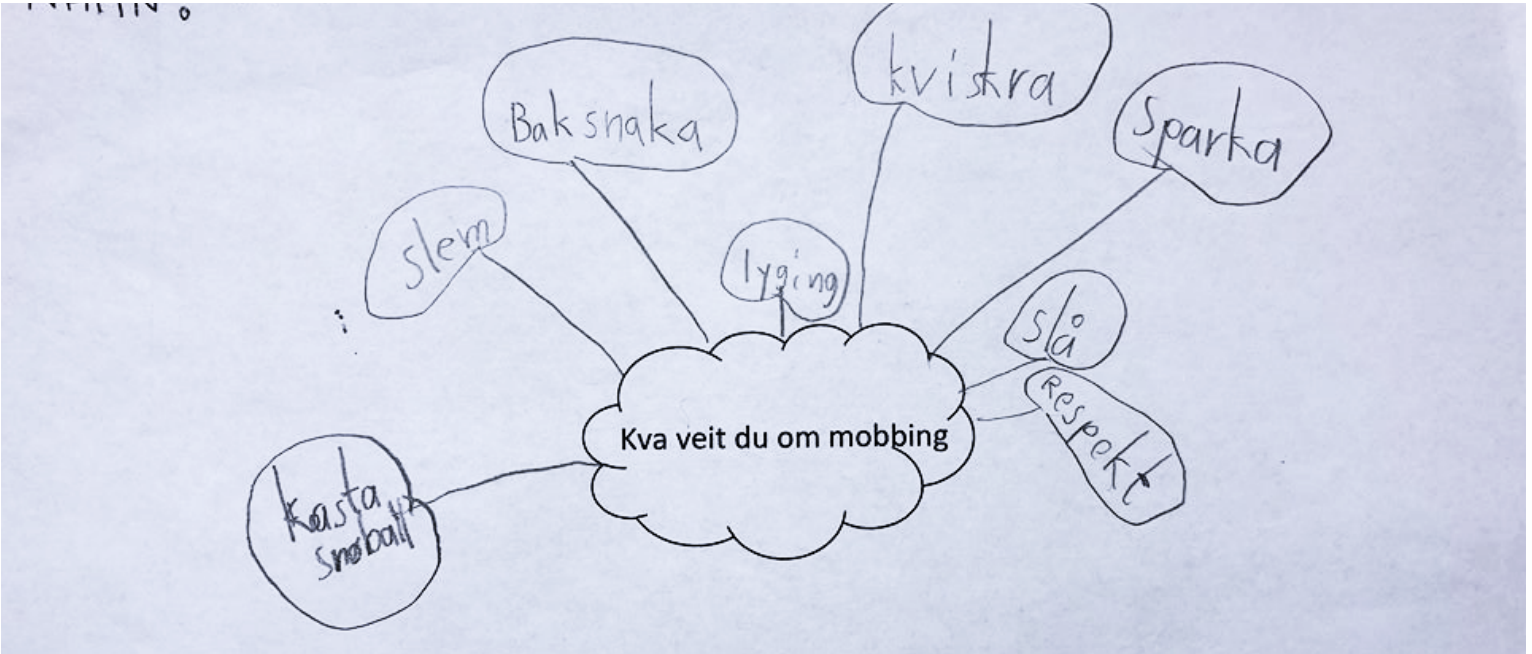 Kasta
snøball
slem
Baksnaka
lyging
kviskra
Sparka
slå
Respekt
Kva veit du om mobbing